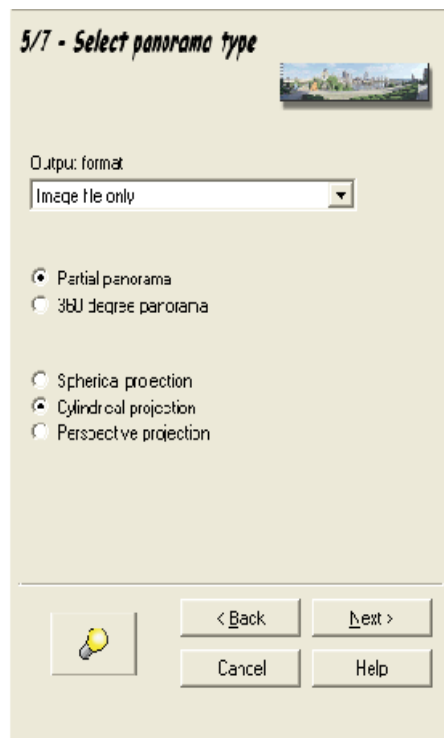 5/7 - Select panorama type
Output format
Image file only
Partial panorama
360 degree panorama
Spherical projection
Cylindrical projection
Perspective projection
< Back
Next >
Cancel
Help